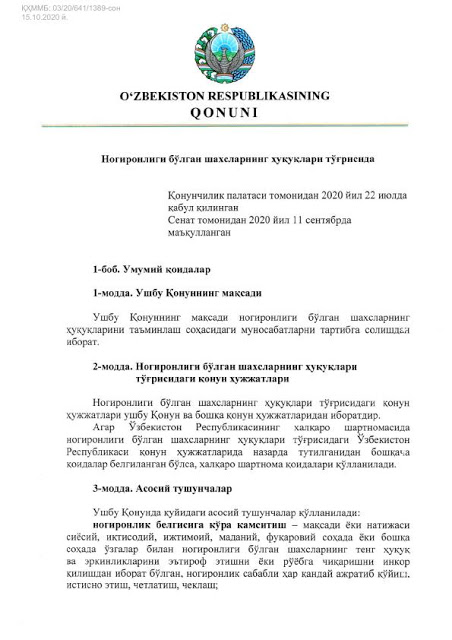 ҚҲММБ: 03/20/641/1389-сон
15.10.2020 й.
O‘ZBEKISTON RESPUBLIKASINING
QONUNI
Ногиронлиги бўлган шахсларнинг ҳуқуқлари тўғрисида
Қонунчилик палатаси томонидан 2020 йил 22 июлда
қабул қилинган
Сенат томонидан 2020 йил 11 сентябрда
маъқулланган
1-боб. Умумий қоидалар
1-модда. Ушбу Қонуннинг мақсади
Ушбу Қонуннинг мақсади ногиронлиги бўлган шахсларнинг
ҳуқуқларини таъминлаш соҳасидаги муносабатларни тартибга солишдан
иборат.
2-модда. Ногиронлиги бўлган шахсларнинг ҳуқуқлари
тўғрисидаги қонун ҳужжатлари
Ногиронлиги бўлган шахсларнинг ҳуқуқлари тўғрисидаги қонун
ҳужжатлари ушбу Қонун ва бошқа қонун ҳужжатларидан иборатдир.
Агар Ўзбекистон Республикасининг халқаро шартномасида
ногиронлиги бўлган шахсларнинг ҳуқуқлари тўғрисидаги Ўзбекистон
Республикаси қонун ҳужжатларида назарда тутилганидан бошқача
қоидалар белгиланган бўлса, халқаро шартнома қоидалари қўлланилади.
3-модда. Асосий тушунчалар
Ушбу Қонунда қуйидаги асосий тушунчалар қўлланилади:
ногиронлик белгисига кўра камситиш – мақсади ёки натижаси
сиёсий, иқтисодий, ижтимоий, маданий, фуқаровий соҳада ёки бошқа
соҳада ўзгалар билан ногиронлиги бўлган шахсларнинг тенг ҳуқуқ
ва эркинликларини эътироф этишни ёки рўёбга чиқаришни инкор
қилишдан иборат бўлган, ногиронлик сабабли ҳар қандай ажратиб қўйиш,
истисно этиш, четлатиш, чеклаш;